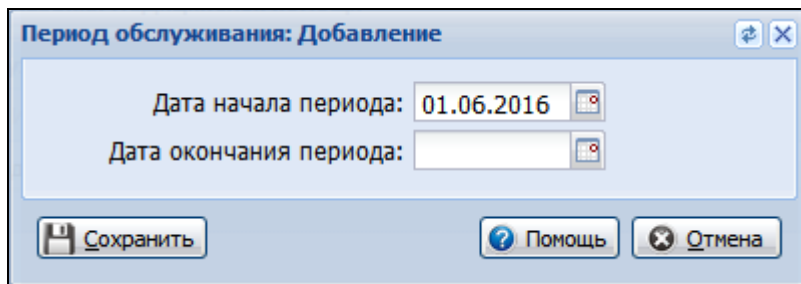 Период обслуживания: Добавление
Дата начала периода: 01.06.2016
Дата окончания периода:
Сохранить Помощь Отмена